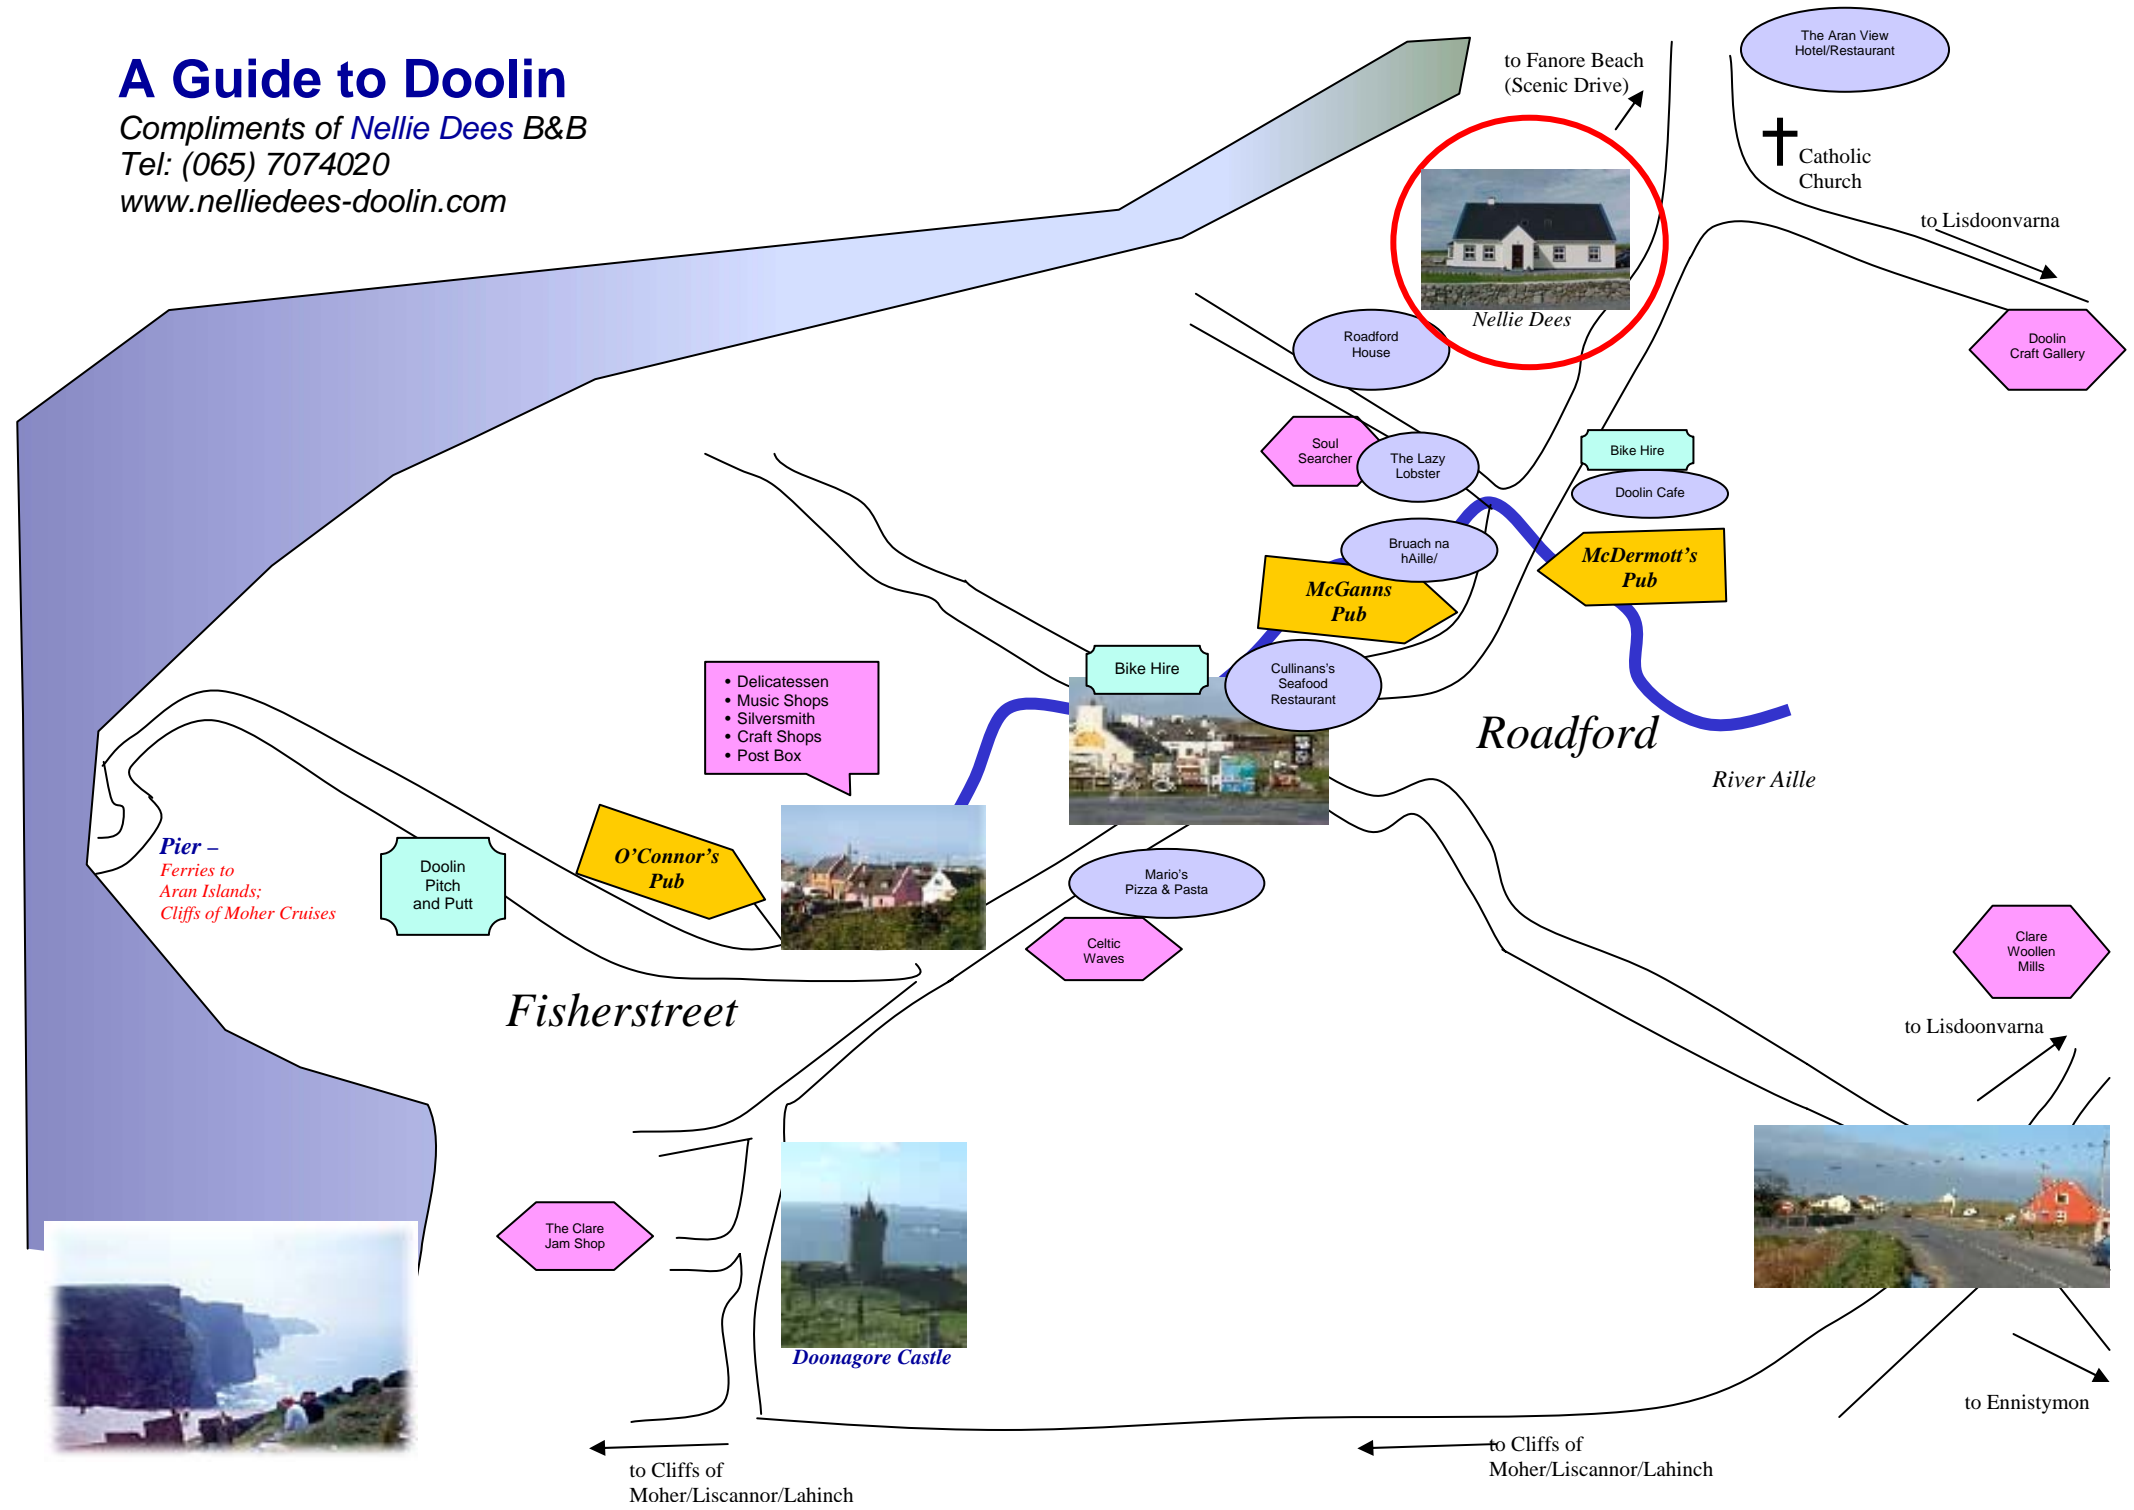 A Guide to Doolin
Compliments of Nellie Dees B&B
Tel: (065) 7074020
www.nelliedees-doolin.com
to Fanore Beach
(Scenic Drive)
The Aran View
Hotel/Restaurant
Catholic
Church
to Lisdoonvarna
Nellie Dees
Roadford
House
Doolin
Craft Gallery
Soul
Searcher
The Lazy
Lobster
Bike Hire
Doolin Cafe
Bruach na
hAille/
McDermott's
Pub
McGanns
Pub
Bike Hire
Cullinans's
Seafood
Restaurant
• Delicatessen
• Music Shops
• Silversmith
• Craft Shops
• Post Box
Roadford
River Aille
Pier –
Ferries to
Aran Islands;
Cliffs of Moher Cruises
Doolin
Pitch
and Putt
O'Connor's
Pub
Mario's
Pizza & Pasta
Celtic
Waves
Clare
Woollen
Mills
Fisherstreet
to Lisdoonvarna
The Clare
Jam Shop
Doonagore Castle
to Ennistymon
to Cliffs of
Moher/Liscannor/Lahinch
to Cliffs of
Moher/Liscannor/Lahinch